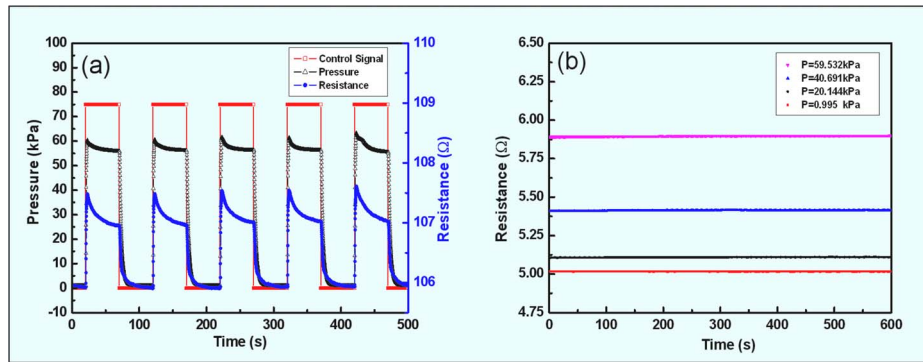 (a)
Control Signal
Pressure
Resistance
Pressure (kPa)
100
90
80
70
60
50
40
30
20
10
0
-10
0 100 200 300 400 500
Time (s)
110
109
108
107
106
Resistance (Ω)
(b)
P=59.532kPa
P=40.691kPa
P=20.144kPa
P=0.995 kPa
Resistance (Ω)
6.50
6.25
6.00
5.75
5.50
5.25
5.00
4.75
0 100 200 300 400 500 600
Time (s)